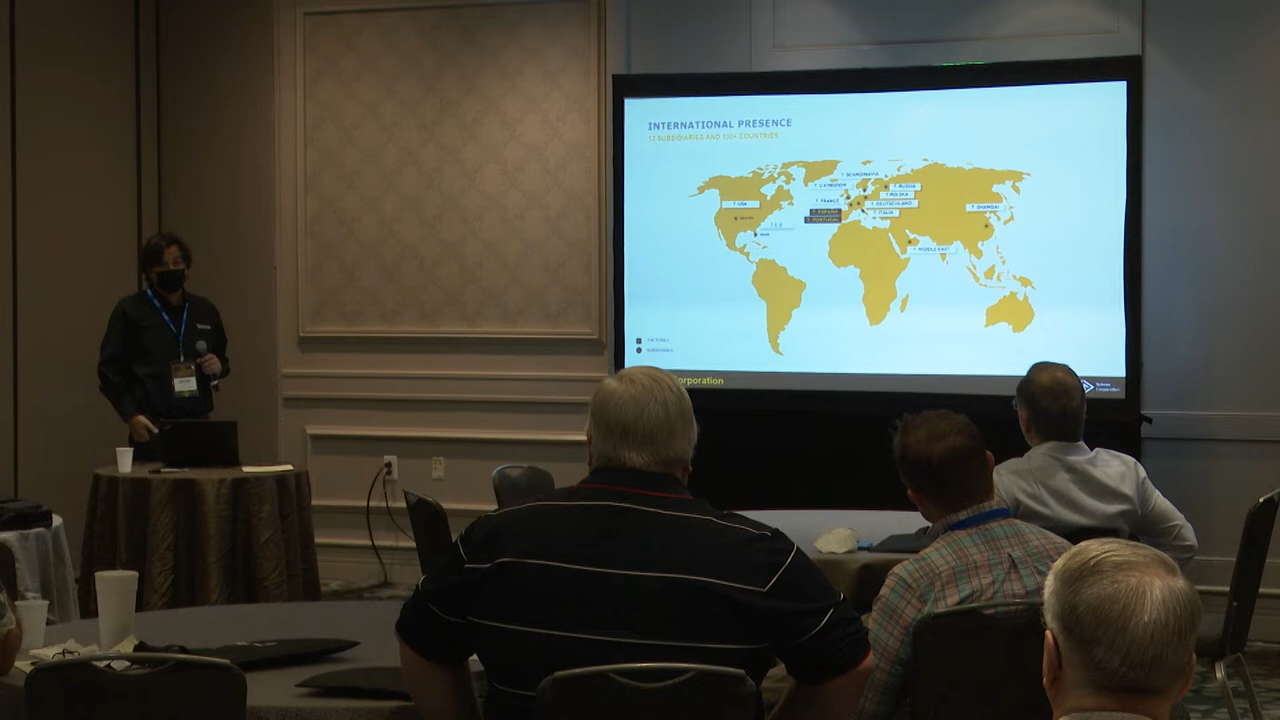 INTERNATIONAL PRESENCE
12 SUBSIDIARIES AND 100+ COUNTRIES
T. SCANDINAVIA
T. U.KINGDOM
T. RUSSIA
T. POLSKA
T. FRANCE
T. DEUTSCHLAND
T. USA
T. ESPAÑA
T. ITALIA
T. SHANGAI
T. PORTUGAL
T. MIDDLE EAST
FACTORIES
SUBSIDIARIES
orporation
Corporation